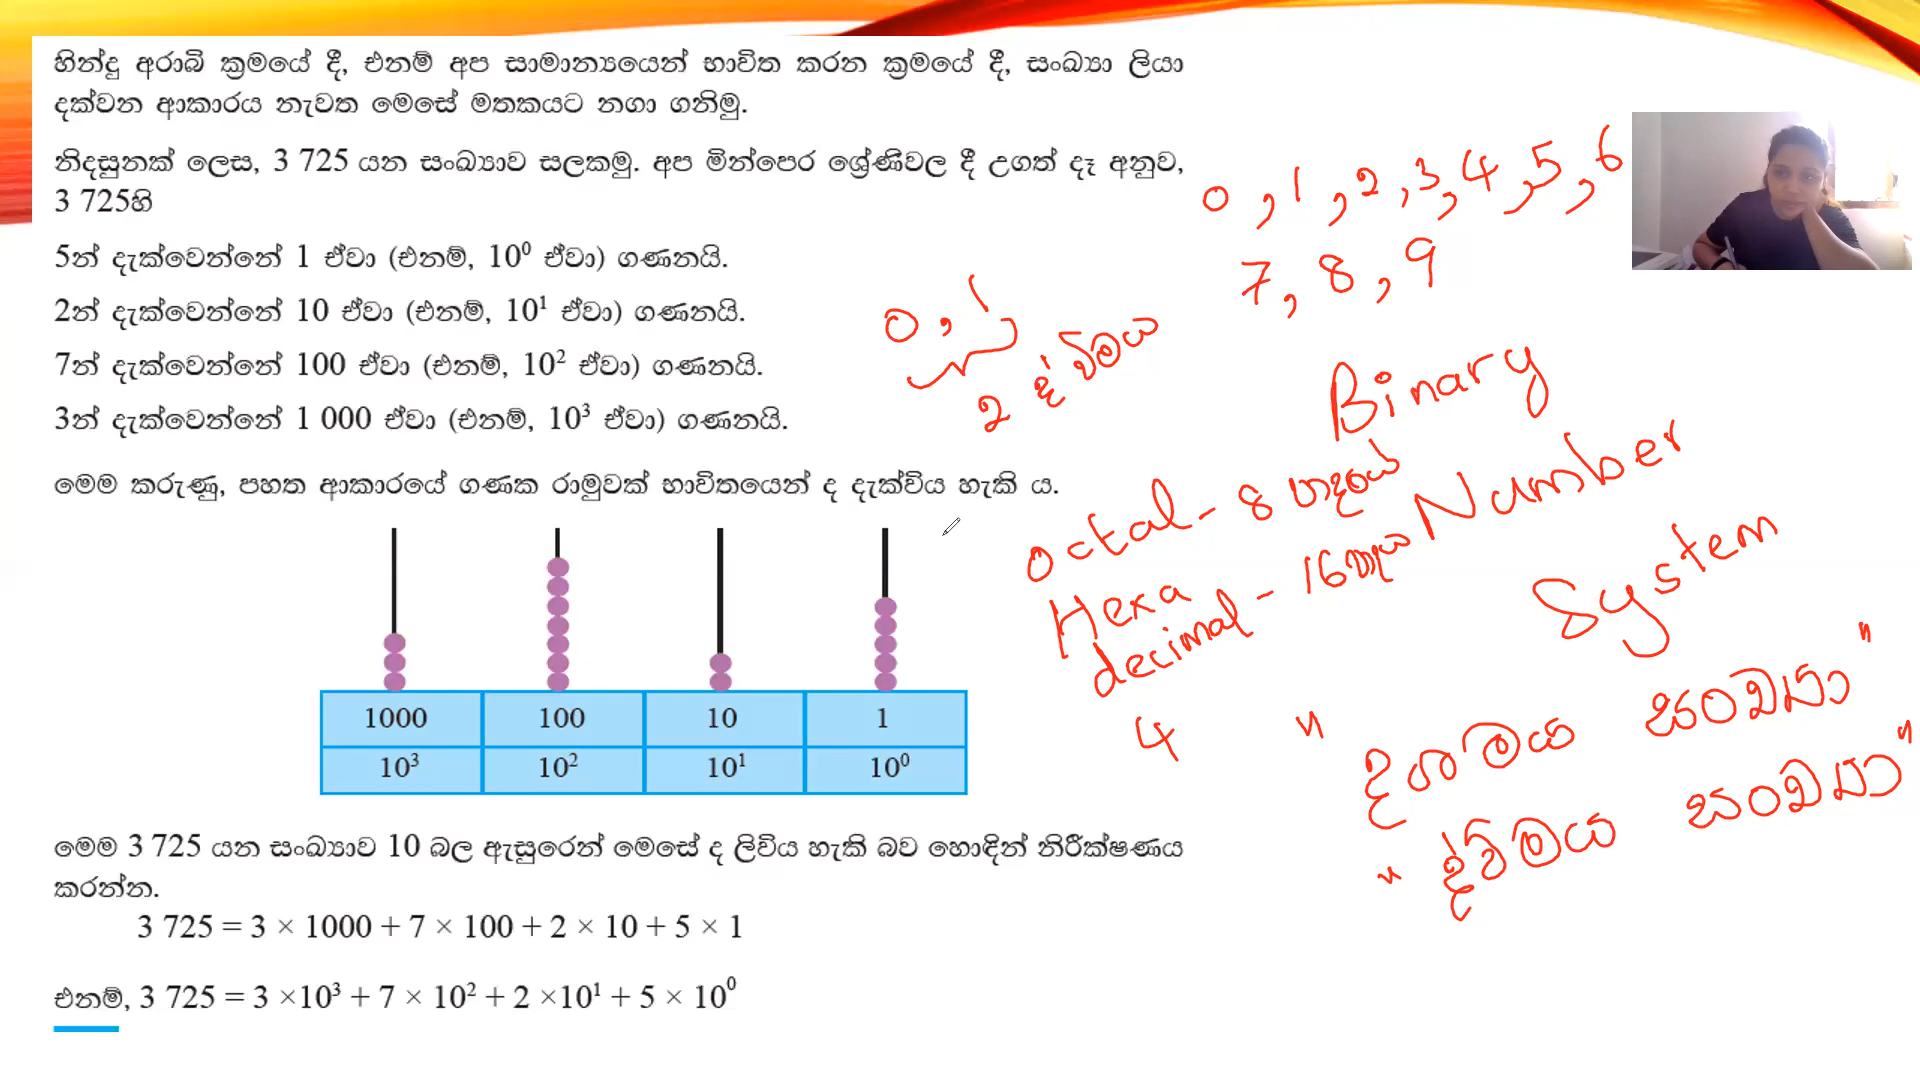 හින්දු අරාබි ක්‍රමයේ දී, එනම් අප සාමාන්‍යයෙන් භාවිත කරන ක්‍රමයේ දී, සංඛ්‍යා ලියා
දක්වන ආකාරය නැවත මෙසේ මතකයට නගා ගනිමු.
නිදසුනක් ලෙස, 3 725 යන සංඛ්‍යාව සලකමු. අප මින්පෙර ශ්‍රේණිවල දී උගත් දෑ අනුව,
3 725හි
5න් දැක්වෙන්නේ 1 ඒවා (එනම්, 10⁰ ඒවා) ගණනයි.
2න් දැක්වෙන්නේ 10 ඒවා (එනම්, 10¹ ඒවා) ගණනයි.
7න් දැක්වෙන්නේ 100 ඒවා (එනම්, 10² ඒවා) ගණනයි.
3න් දැක්වෙන්නේ 1 000 ඒවා (එනම්, 10³ ඒවා) ගණනයි.
මෙම කරුණු, පහත ආකාරයේ ගණක රාමුවක් භාවිතයෙන් ද දැක්විය හැකි ය.
1000 100 10 1
10³ 10² 10¹ 10⁰
මෙම 3 725 යන සංඛ්‍යාව 10 බල ඇසුරෙන් මෙසේ ද ලිවිය හැකි බව හොඳින් නිරීක්ෂණය
කරන්න.
3 725 = 3 × 1000 + 7 × 100 + 2 × 10 + 5 × 1
එනම්, 3 725 = 3 ×10³ + 7 × 10² + 2 ×10¹ + 5 × 10⁰
0, 1, 2, 3, 4, 5, 6
7, 8, 9
0, 1
2 ද්විමය
Binary
Number
System
Octal - 8
Hexa
decimal - 16
4
"දශමය සංඛ්‍යා"
"ද්විමය සංඛ්‍යා"